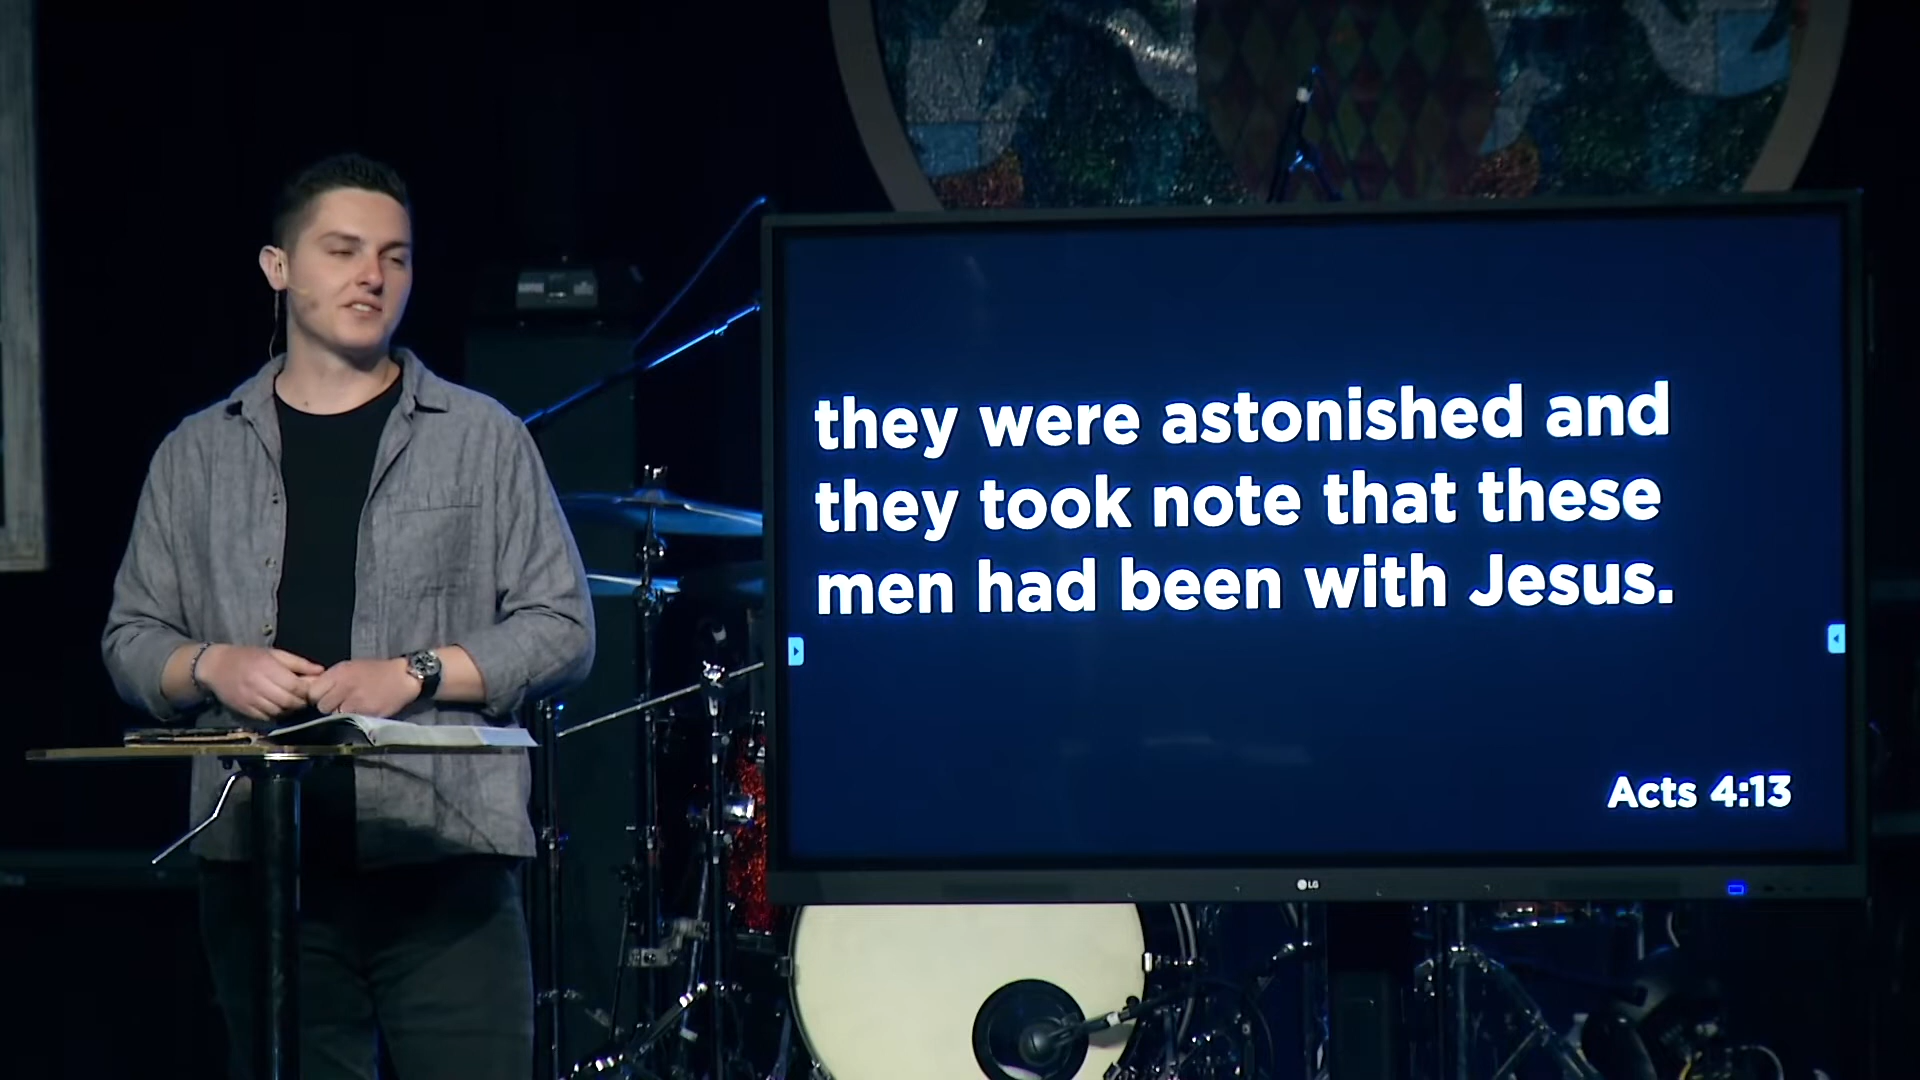 they were astonished and
they took note that these
men had been with Jesus.
Acts 4:13
LG